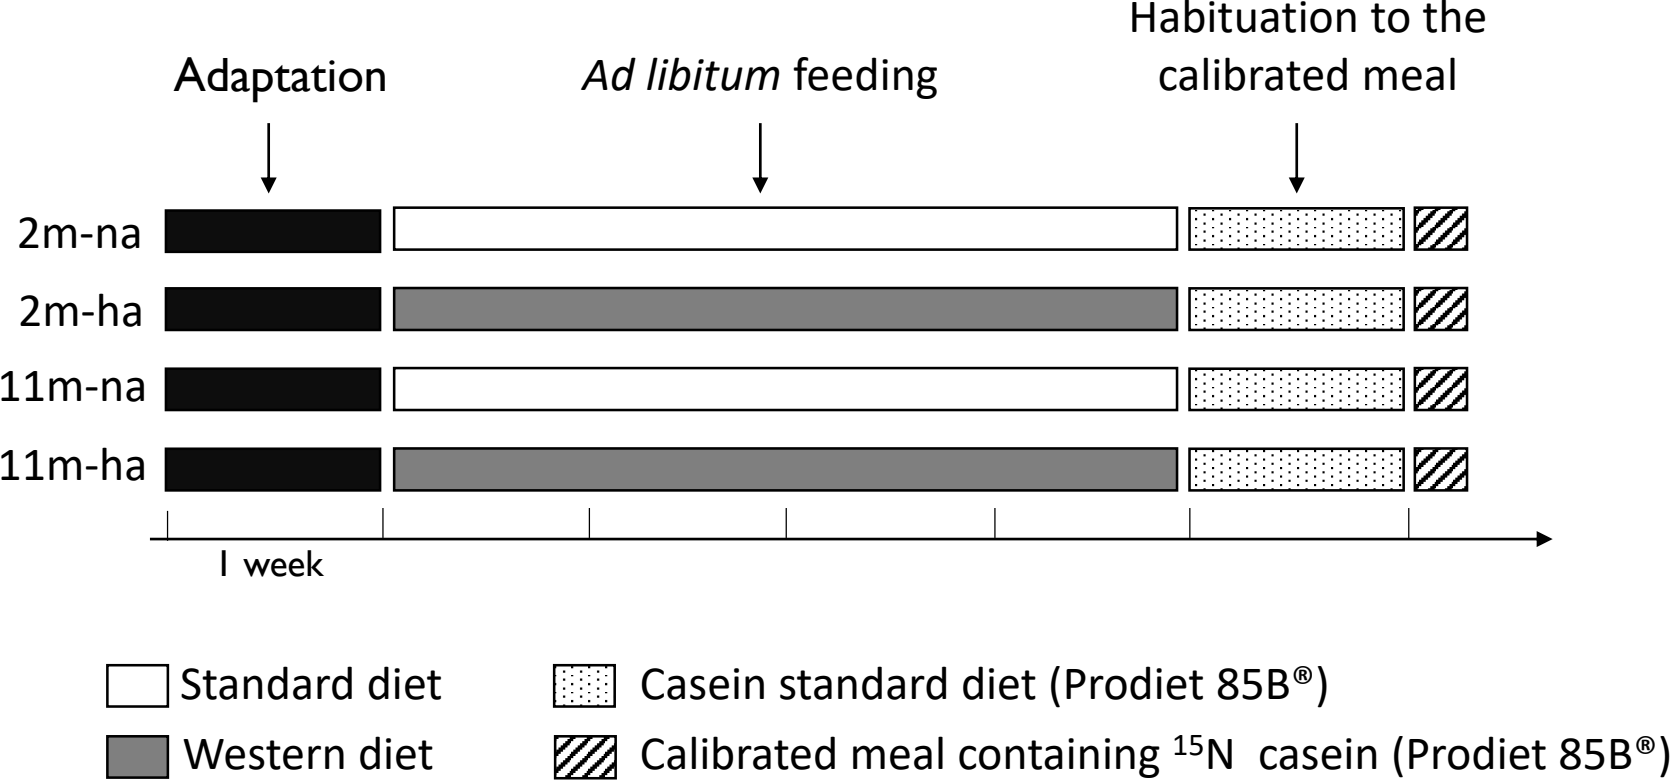 Habituation to the
Adaptation
Ad libitum feeding
calibrated meal
2m-na
2m-ha
11m-na
11m-ha
1 week
Standard diet
Casein standard diet (Prodiet 85B®)
Western diet
Calibrated meal containing ¹⁵N casein (Prodiet 85B®)